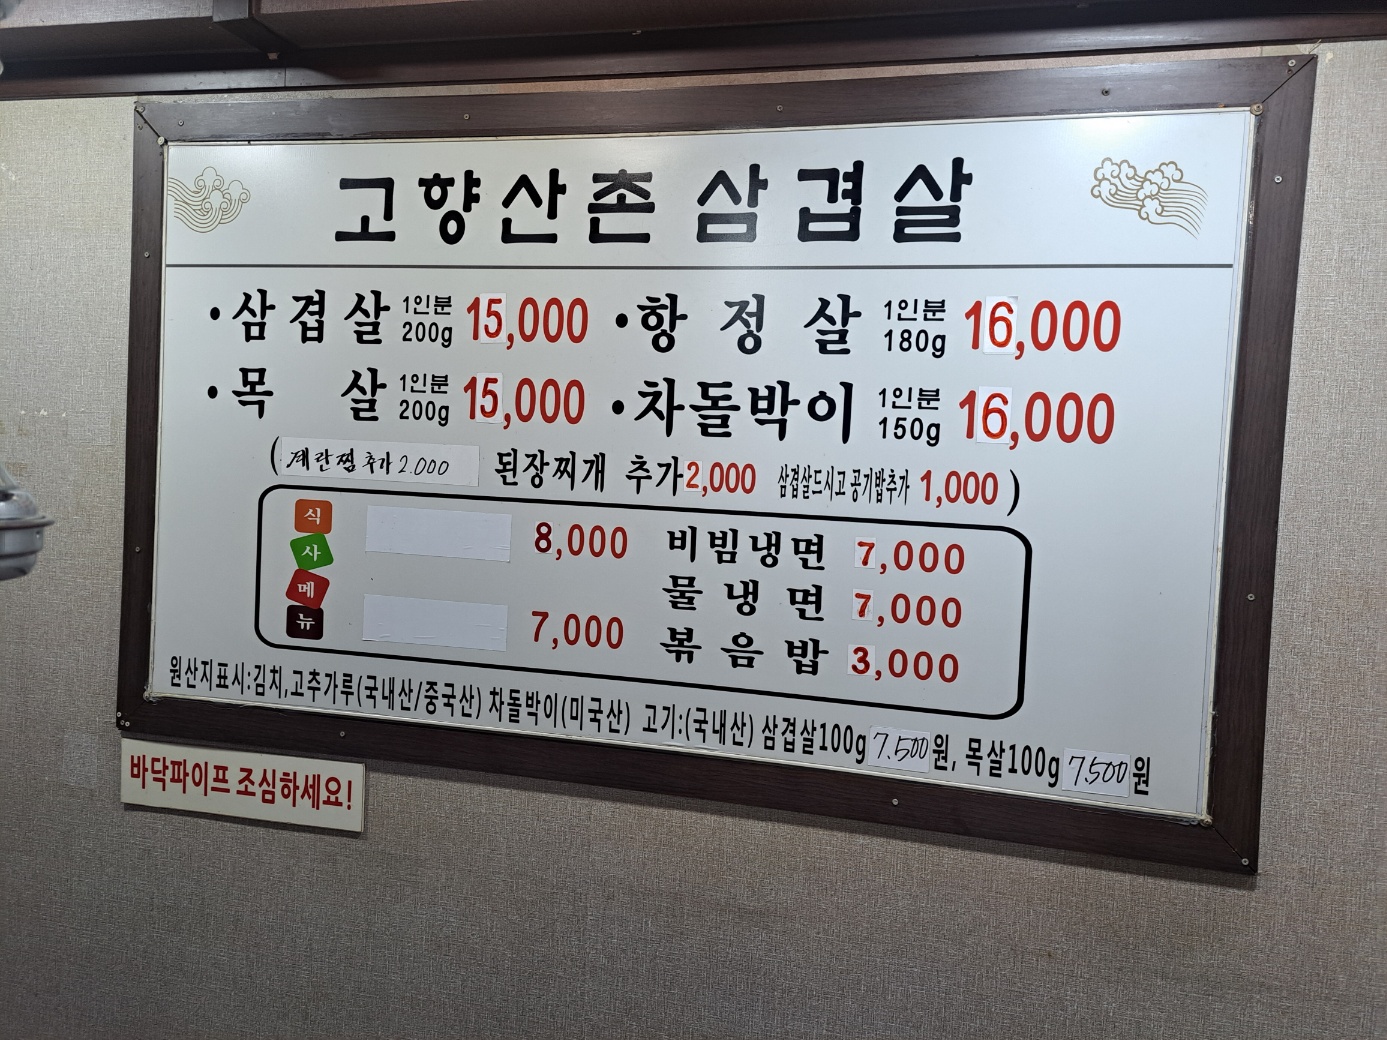 고향산촌 삼겹살
·삼겹살 1인분 200g 15,000 ·항정살 1인분 180g 16,000
·목살 1인분 200g 15,000 ·차돌박이 1인분 150g 16,000
(계란찜 추가 2.000 된장찌개 추가 2,000 삼겹살드시고 공기밥추가 1,000)
식사메뉴
8,000 비빔냉면 7,000
물냉면 7,000
7,000 볶음밥 3,000
원산지표시:김치,고추가루(국내산/중국산) 차돌박이(미국산) 고기:(국내산) 삼겹살100g 7.500원, 목살100g 7.500원
바닥파이프 조심하세요!